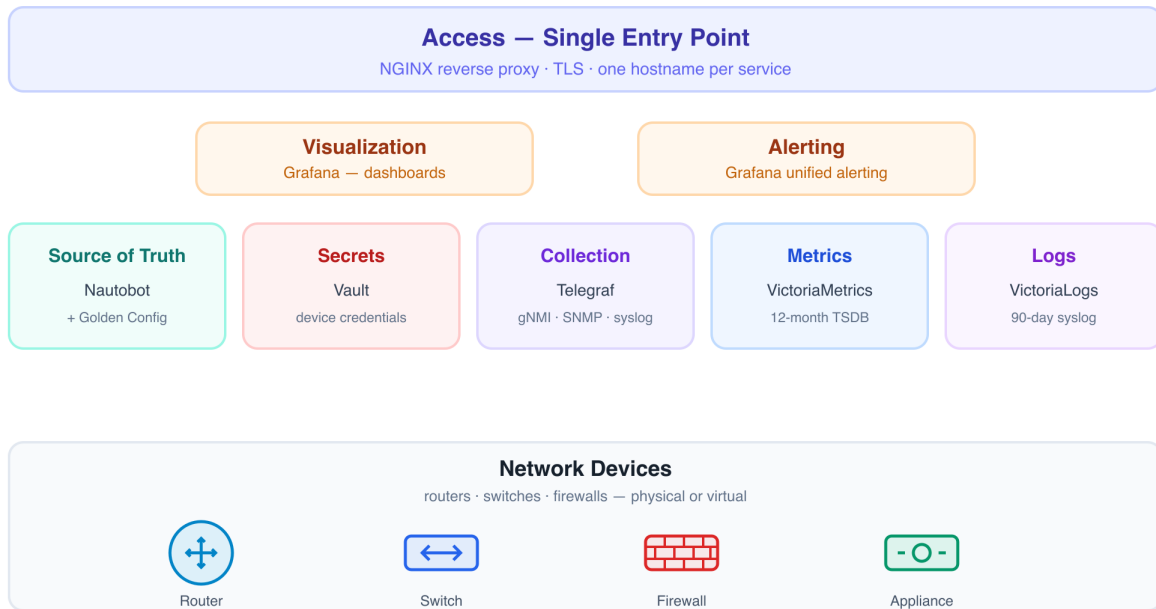 Access — Single Entry Point
NGINX reverse proxy · TLS · one hostname per service
Visualization
Grafana — dashboards
Alerting
Grafana unified alerting
Source of Truth
Nautobot
+ Golden Config
Secrets
Vault
device credentials
Collection
Telegraf
gNMI · SNMP · syslog
Metrics
VictoriaMetrics
12-month TSDB
Logs
VictoriaLogs
90-day syslog
Network Devices
routers · switches · firewalls — physical or virtual
Router
Switch
Firewall
Appliance